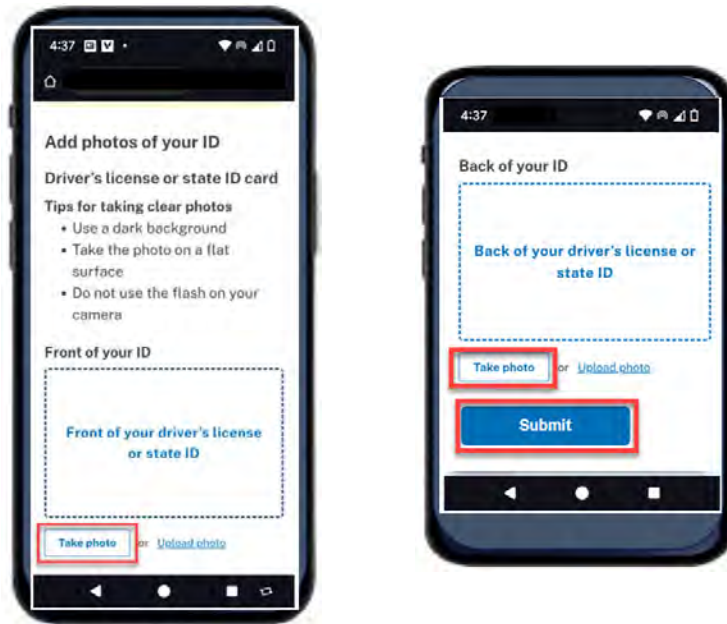 4:37
Add photos of your ID
Driver's license or state ID card
Tips for taking clear photos
• Use a dark background
• Take the photo on a flat
surface
• Do not use the flash on your
camera
Front of your ID
Front of your driver's license
or state ID
Take photo or Upload photo
4:37
Back of your ID
Back of your driver's license or
state ID
Take photo or Upload photo
Submit